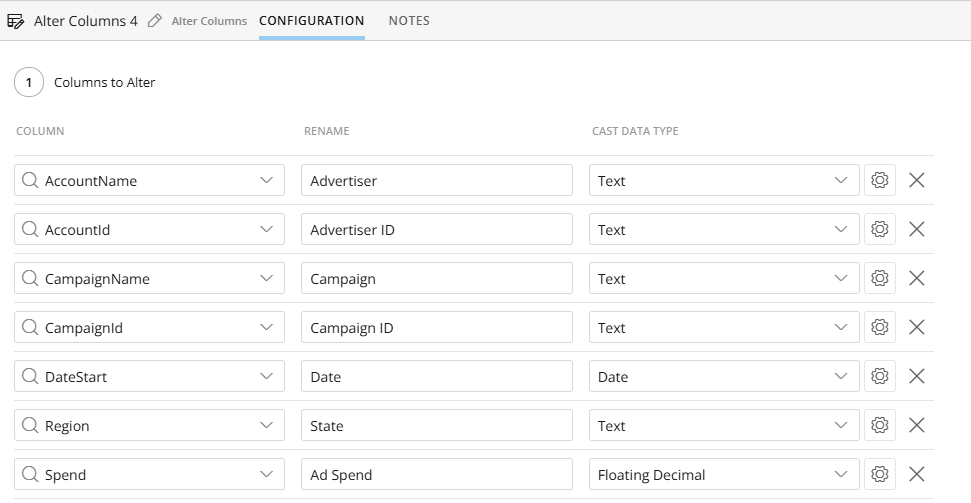 Alter Columns 4 Alter Columns CONFIGURATION NOTES
1 Columns to Alter
COLUMN RENAME CAST DATA TYPE
AccountName Advertiser Text
AccountId Advertiser ID Text
CampaignName Campaign Text
CampaignId Campaign ID Text
DateStart Date Date
Region State Text
Spend Ad Spend Floating Decimal